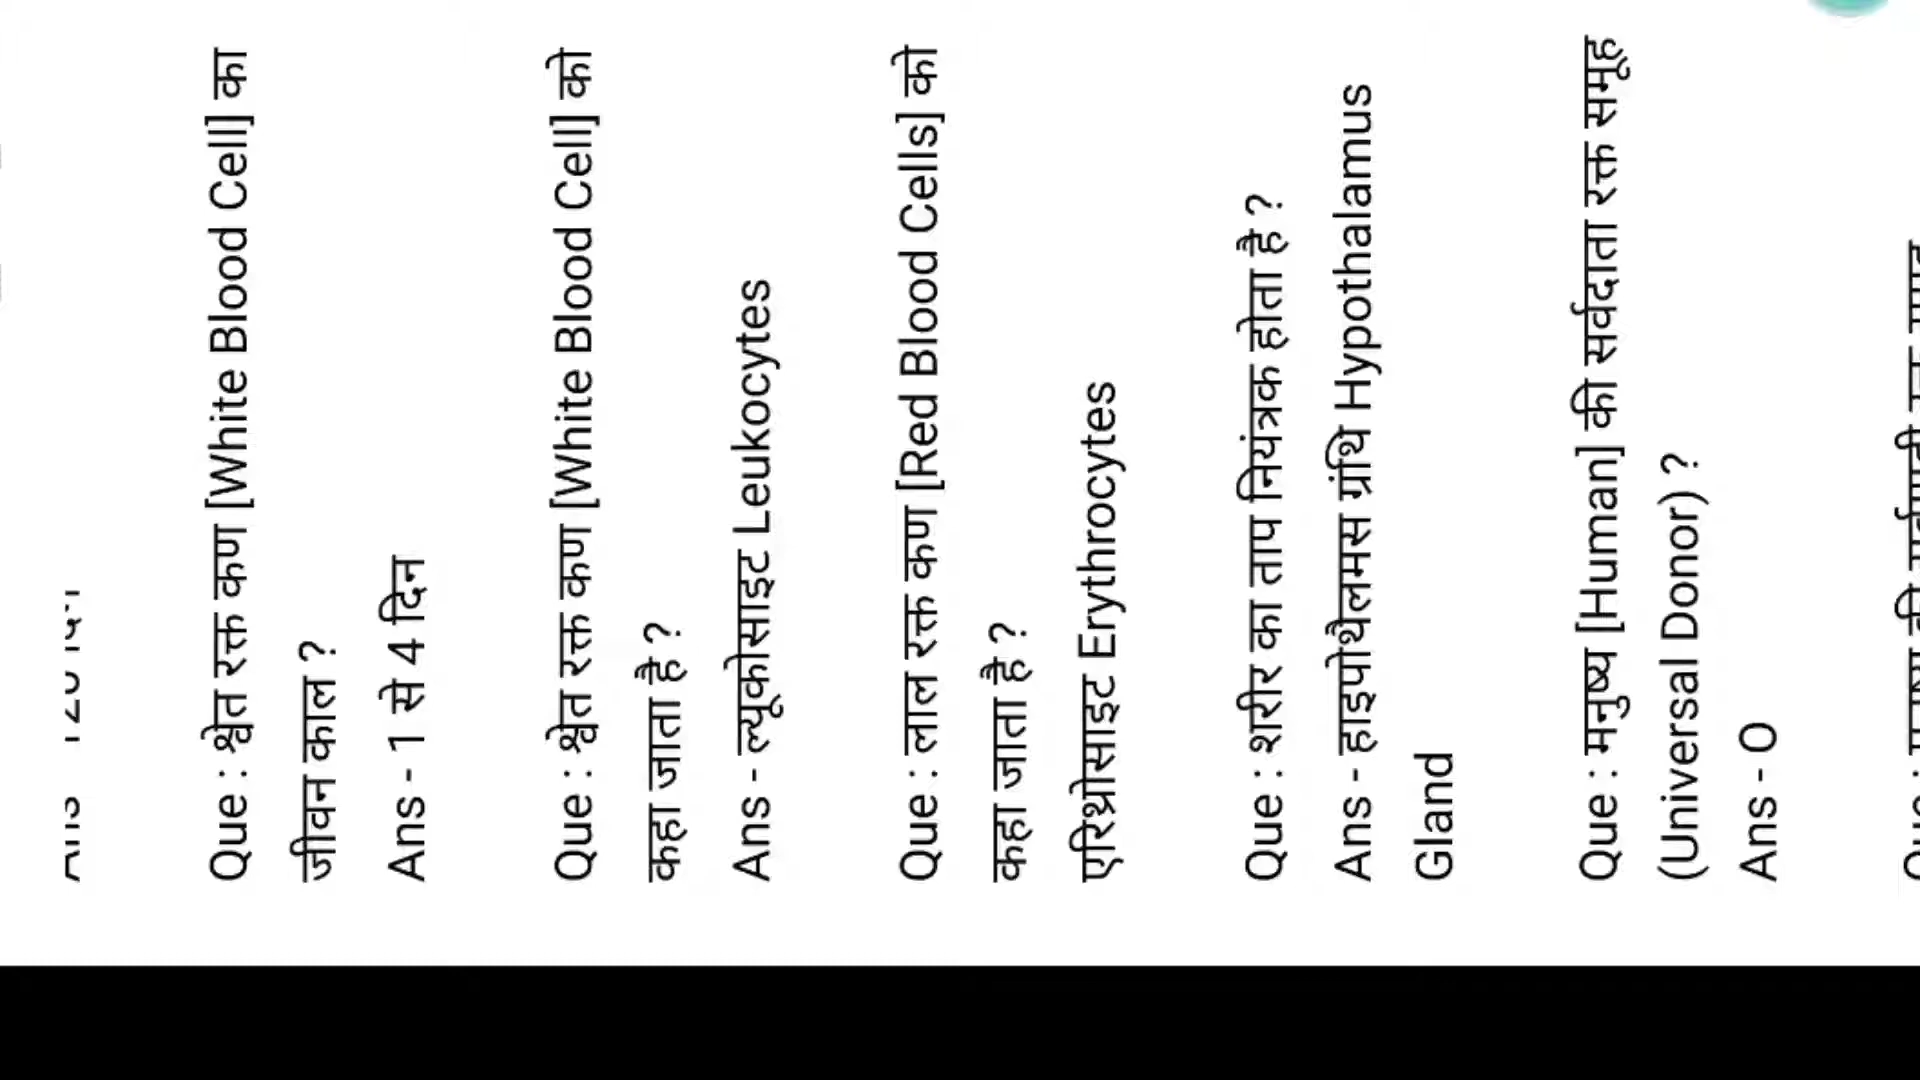 Que : श्वेत रक्त कण [White Blood Cell] का
जीवन काल ?
Ans - 1 से 4 दिन
Que : श्वेत रक्त कण [White Blood Cell] को
कहा जाता है ?
Ans - ल्यूकोसाइट Leukocytes
Que : लाल रक्त कण [Red Blood Cells] को
कहा जाता है ?
एरिथ्रोसाइट Erythrocytes
Que : शरीर का ताप नियंत्रक होता है ?
Ans - हाइपोथैलमस ग्रंथि Hypothalamus
Gland
Que : मनुष्य [Human] की सर्वदाता रक्त समूह
(Universal Donor) ?
Ans - O